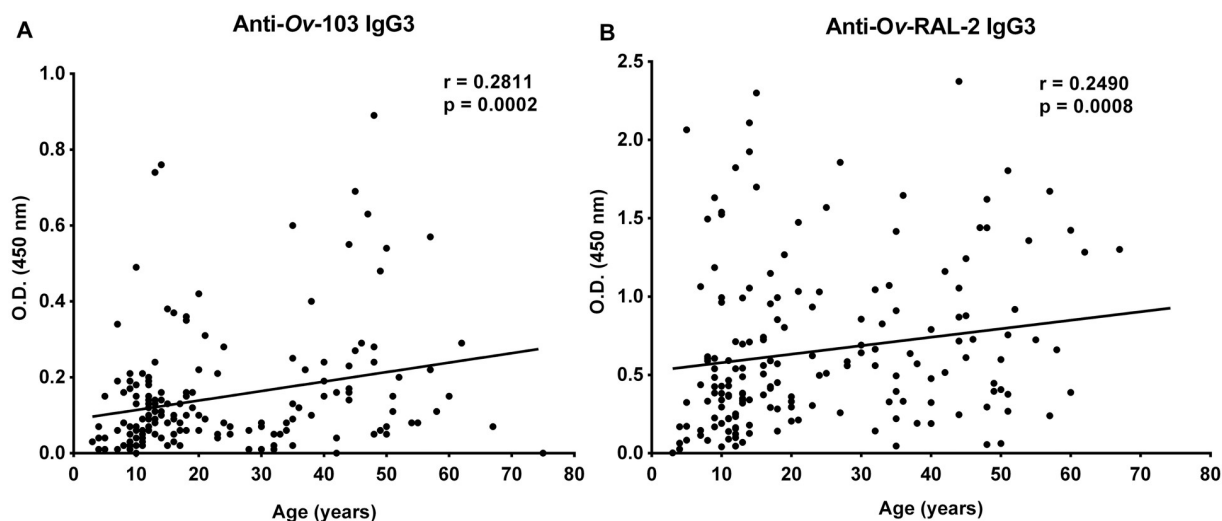 A
Anti-Ov-103 IgG3
r = 0.2811
p = 0.0002
O.D. (450 nm)
1.0
0.8
0.6
0.4
0.2
0.0
0 10 20 30 40 50 60 70 80
Age (years)
B
Anti-Ov-RAL-2 IgG3
r = 0.2490
p = 0.0008
O.D. (450 nm)
2.5
2.0
1.5
1.0
0.5
0.0
0 10 20 30 40 50 60 70 80
Age (years)